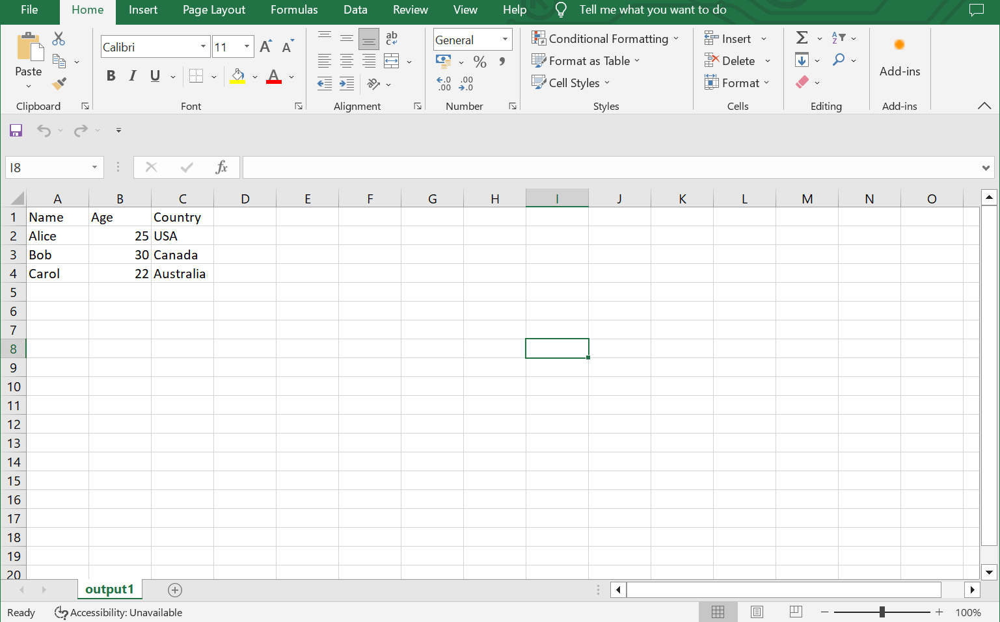 File Home Insert Page Layout Formulas Data Review View Help Tell me what you want to do
Paste
Clipboard
Calibri 11 A A
B I U A
Font
ab
Alignment
General
% ,
.0 .00
.00 .0
Number
Conditional Formatting
Format as Table
Cell Styles
Styles
Insert
Delete
Format
Cells
Σ A Z
Editing
Add-ins
Add-ins
I8 fx
A B C D E F G H I J K L M N O
1 Name Age Country
2 Alice 25 USA
3 Bob 30 Canada
4 Carol 22 Australia
5
6
7
8
9
10
11
12
13
14
15
16
17
18
19
20
output1
Ready Accessibility: Unavailable 100%